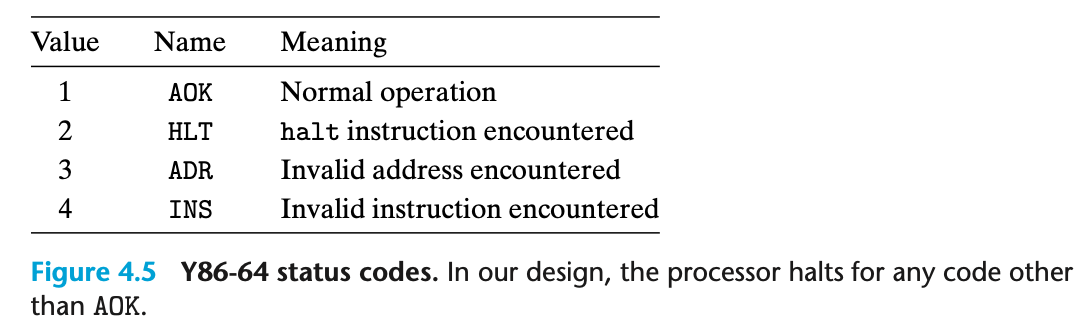 Value Name Meaning
1 AOK Normal operation
2 HLT halt instruction encountered
3 ADR Invalid address encountered
4 INS Invalid instruction encountered
Figure 4.5 Y86-64 status codes. In our design, the processor halts for any code other
than AOK.